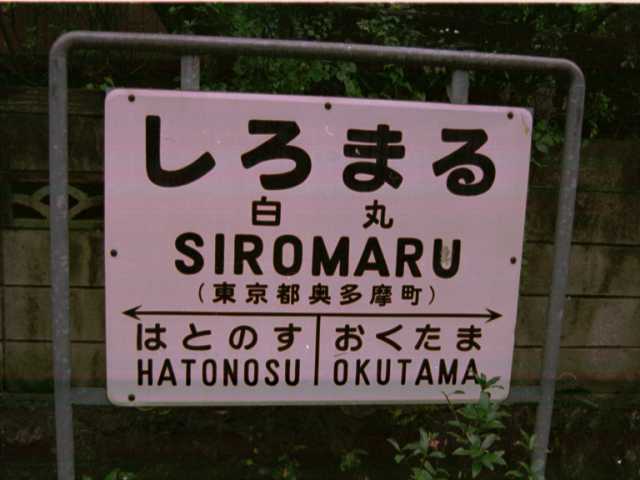 しろまる
白丸
SIROMARU
(東京都奥多摩町)
はとのす おくたま
HATONOSU OKUTAMA